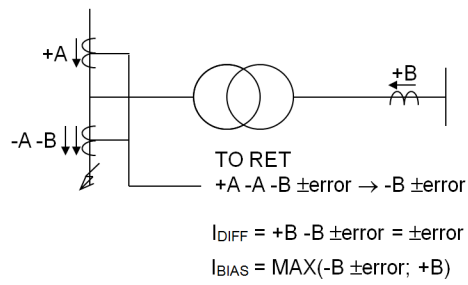 +A
+B
-A -B
TO RET
+A -A -B ±error → -B ±error
IDIFF = +B -B ±error = ±error
IBIAS = MAX(-B ±error; +B)